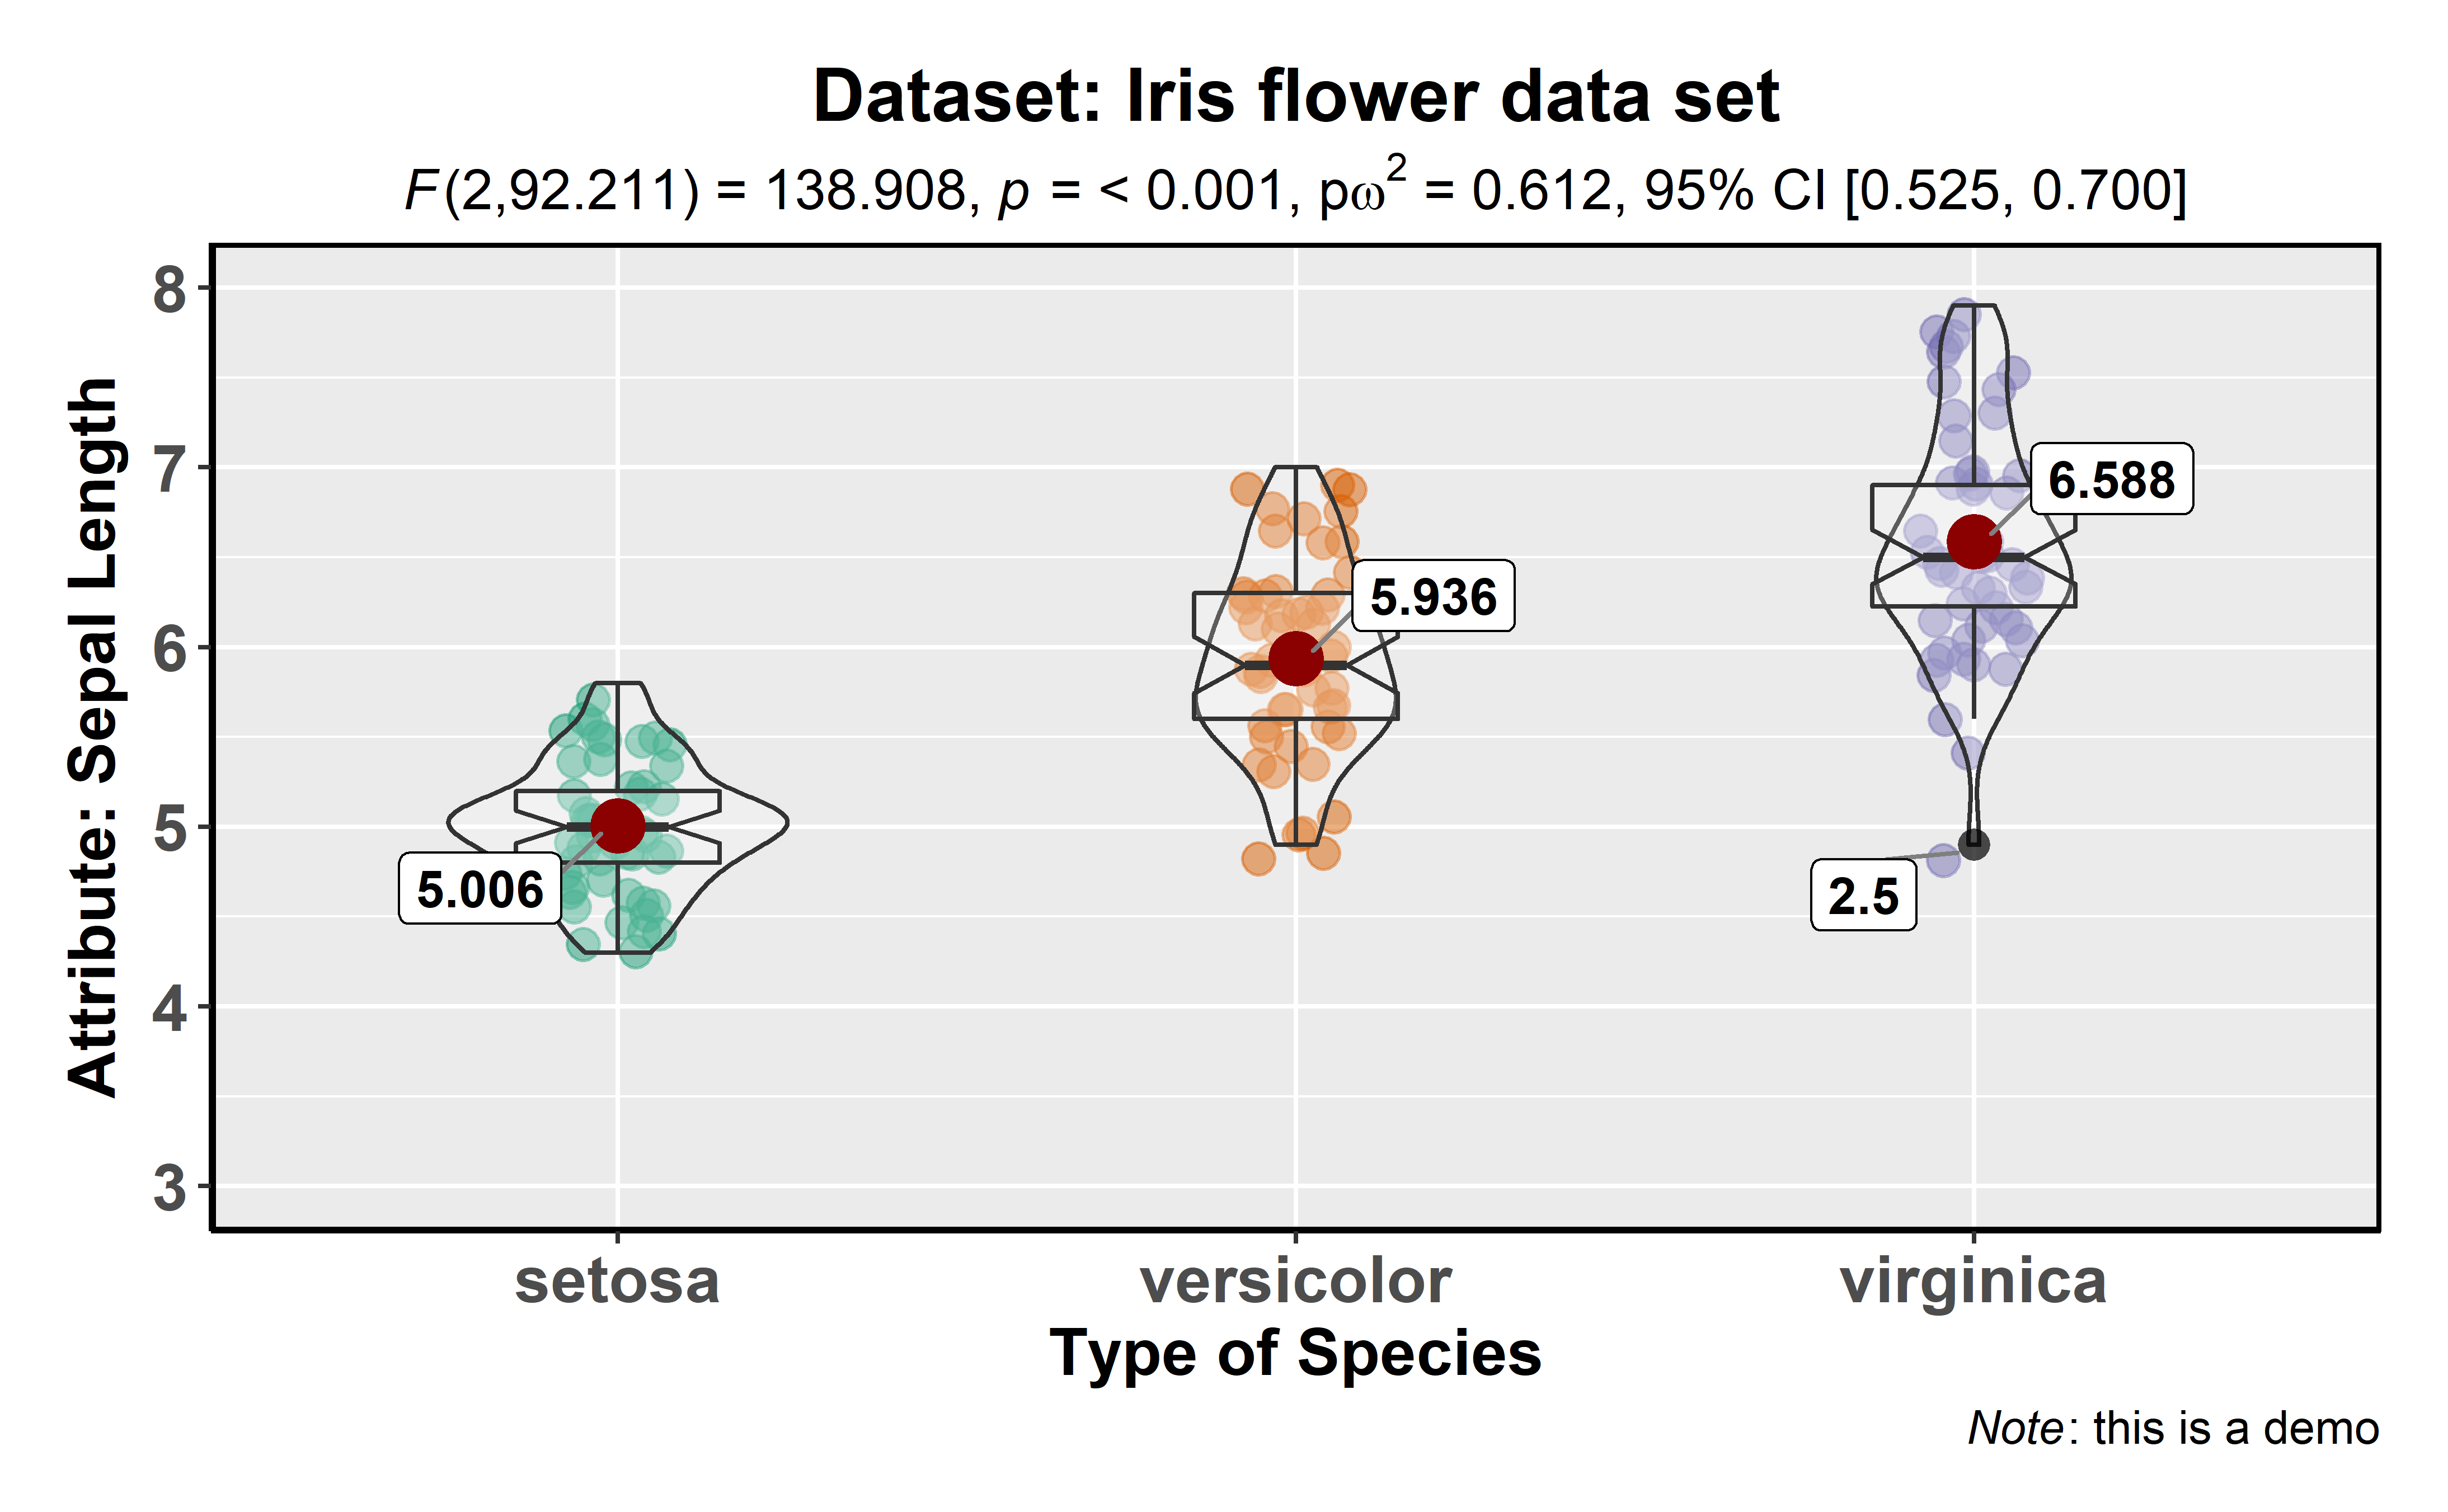 Dataset: Iris flower data set
F(2,92.211) = 138.908, p = < 0.001, pω² = 0.612, 95% CI [0.525, 0.700]
Attribute: Sepal Length
8
7
6
5
4
3
5.006
5.936
6.588
2.5
setosa
versicolor
virginica
Type of Species
Note: this is a demo